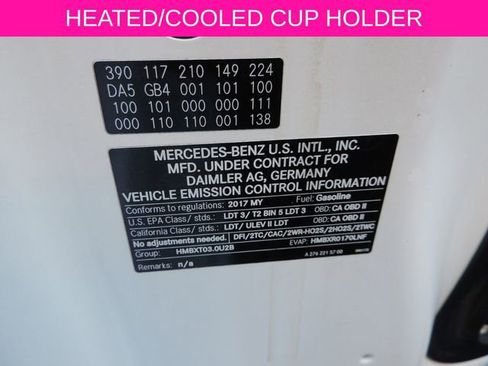 HEATED/COOLED CUP HOLDER
390 117 210 149 224
DA5 GB4 001 101 100
100 101 000 000 111
000 110 110 001 138
MERCEDES-BENZ U.S. INTL., INC.
MFD. UNDER CONTRACT FOR
DAIMLER AG, GERMANY
VEHICLE EMISSION CONTROL INFORMATION
Conforms to regulations: 2017 MY Fuel: Gasoline
U.S. EPA Class/ stds.: LDT 3/ T2 BIN 5 LDT 3 OBD: CA OBD II
California Class/ stds.: LDT/ ULEV II LDT OBD: CA OBD II
No adjustments needed. DFI/2TC/CAC/2WR-HO2S/2HO2S/2TWC
Group: HMBXT03.0U2B EVAP: HMBXR0170LNF
Remarks: n/a A 276 221 57 00